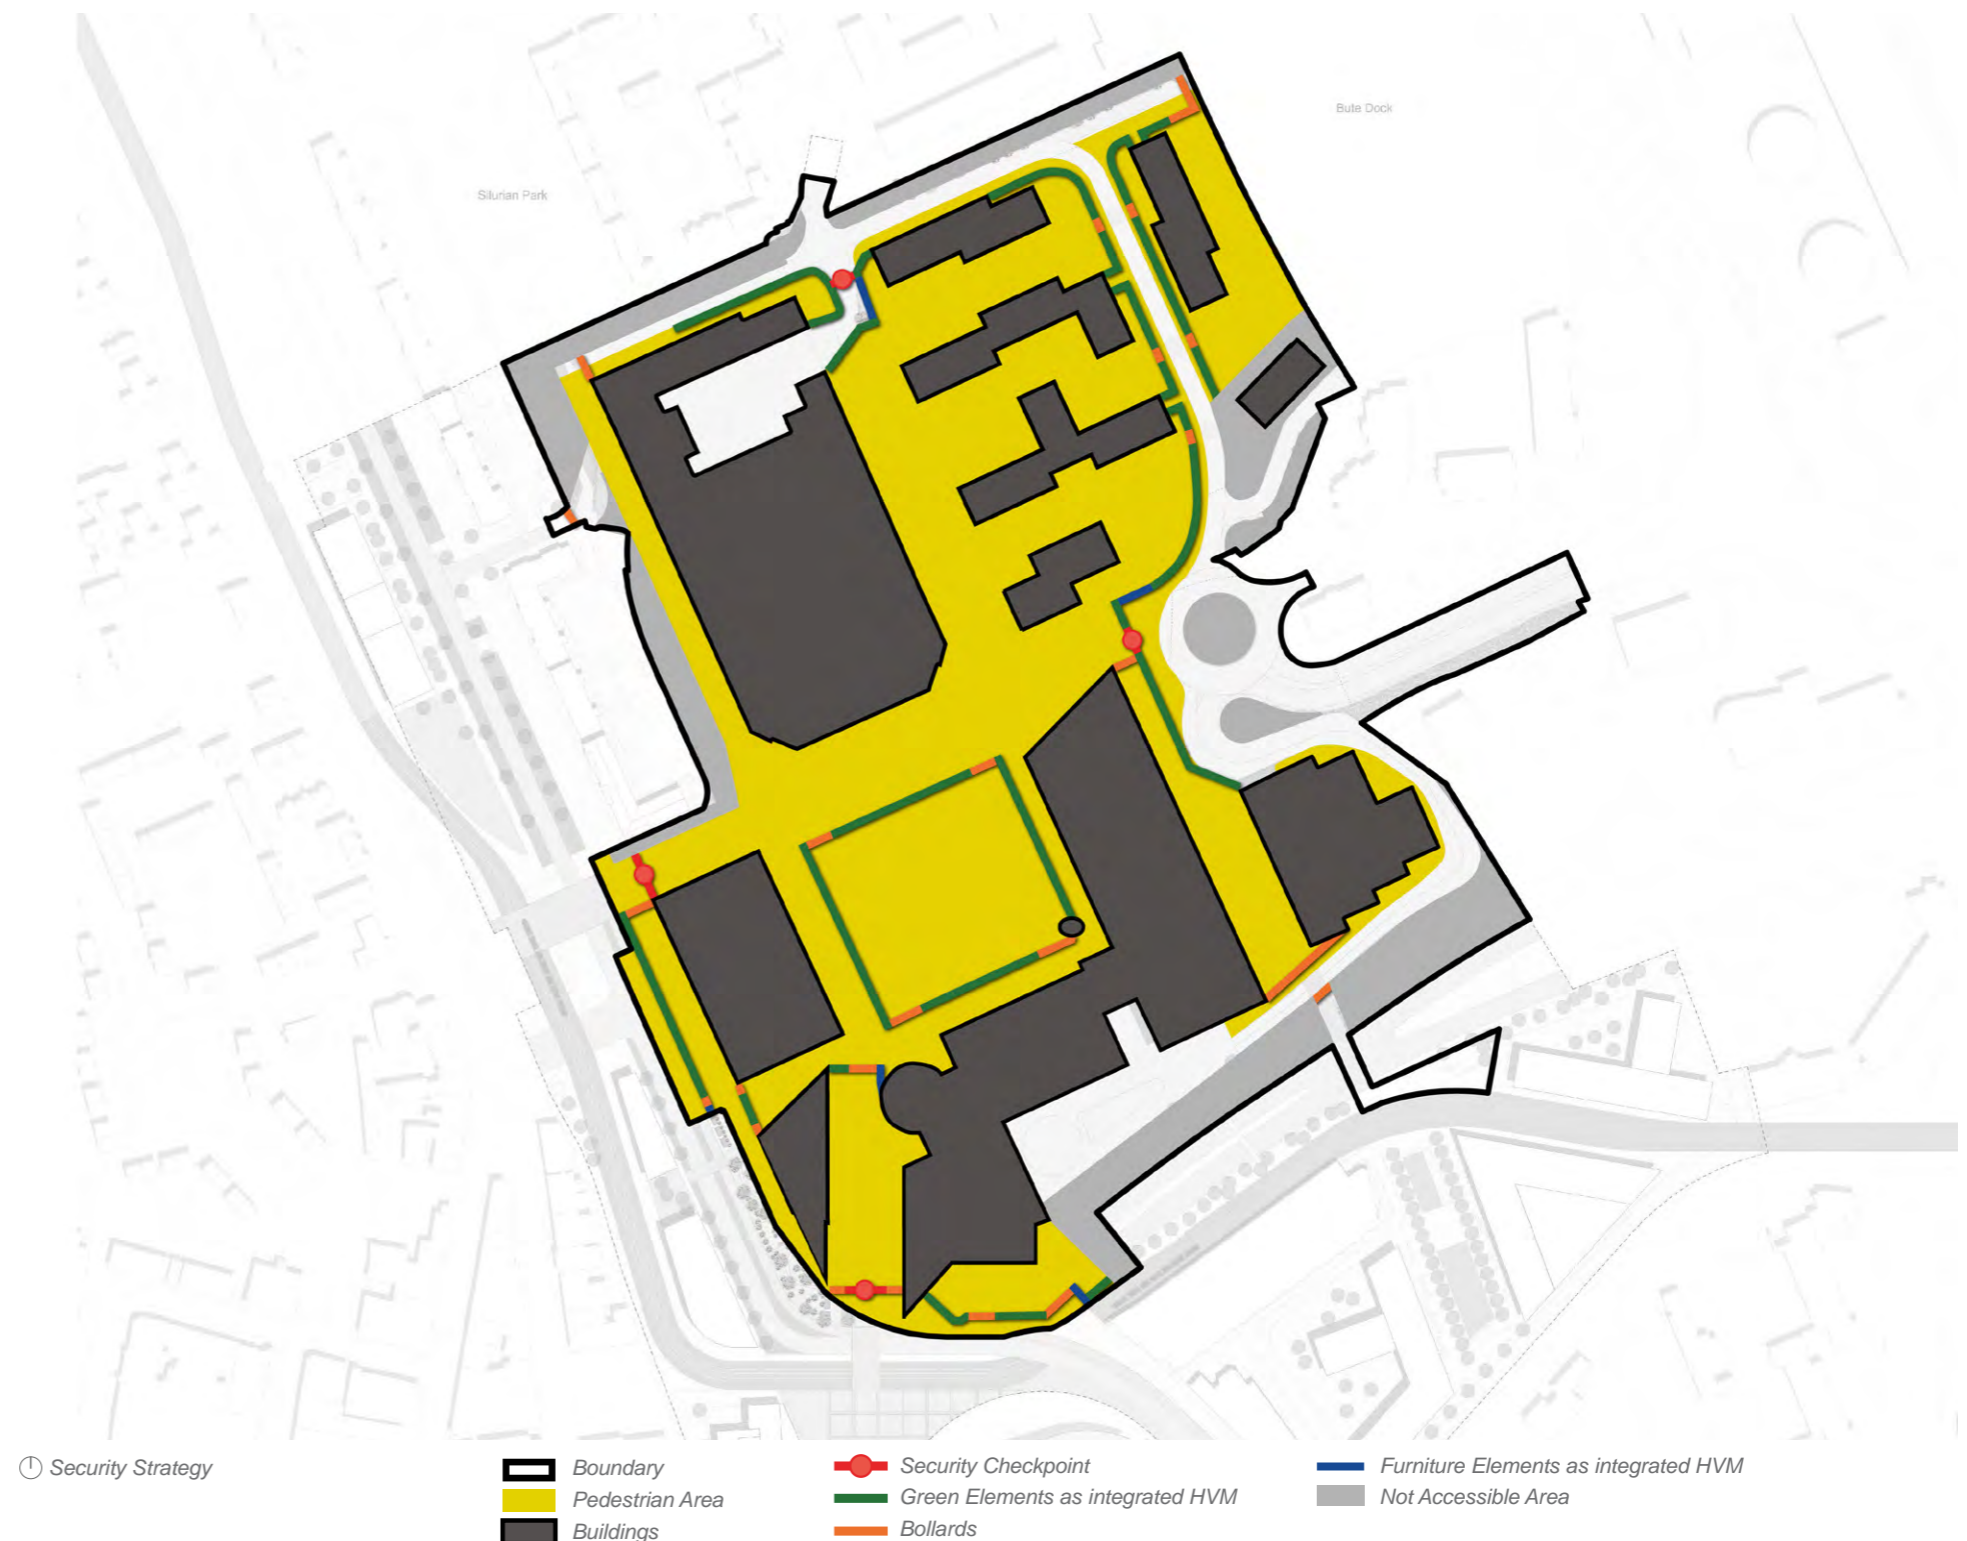 Bute Dock
Silurian Park
Security Strategy
Boundary
Pedestrian Area
Buildings
Security Checkpoint
Green Elements as integrated HVM
Bollards
Furniture Elements as integrated HVM
Not Accessible Area